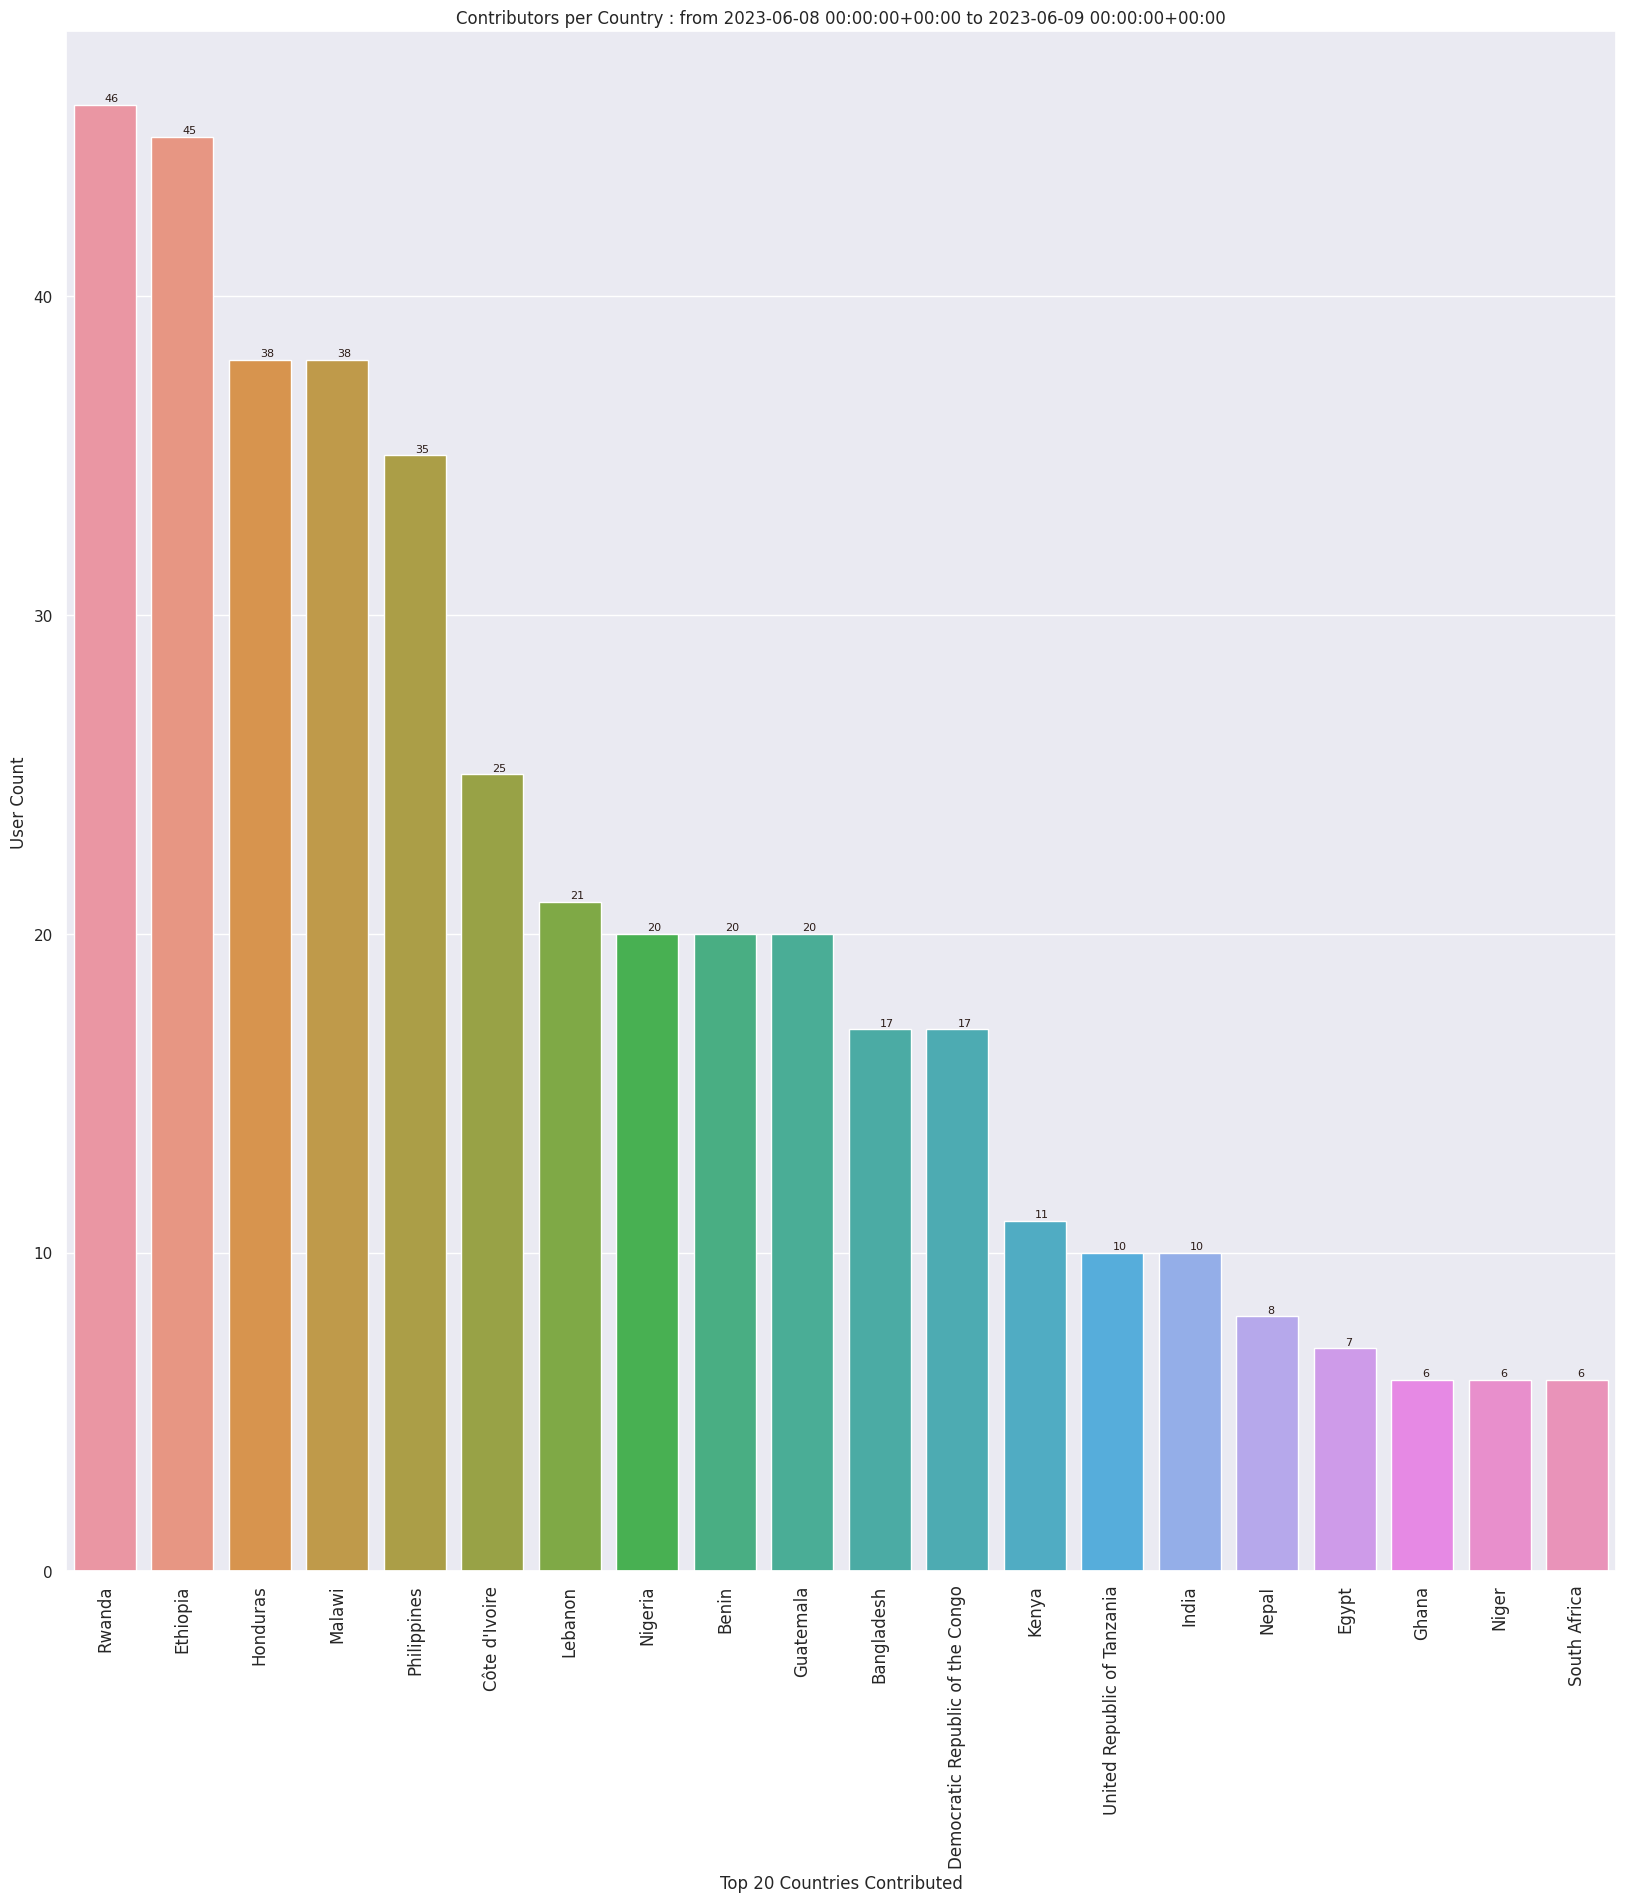 Contributors per Country : from 2023-06-08 00:00:00+00:00 to 2023-06-09 00:00:00+00:00
46
45
38
38
35
25
21
20
20
20
17
17
11
10
10
8
7
6
6
6
40
30
20
10
0
User Count
Rwanda
Ethiopia
Honduras
Malawi
Philippines
Côte d'Ivoire
Lebanon
Nigeria
Benin
Guatemala
Bangladesh
Democratic Republic of the Congo
Kenya
United Republic of Tanzania
India
Nepal
Egypt
Ghana
Niger
South Africa
Top 20 Countries Contributed